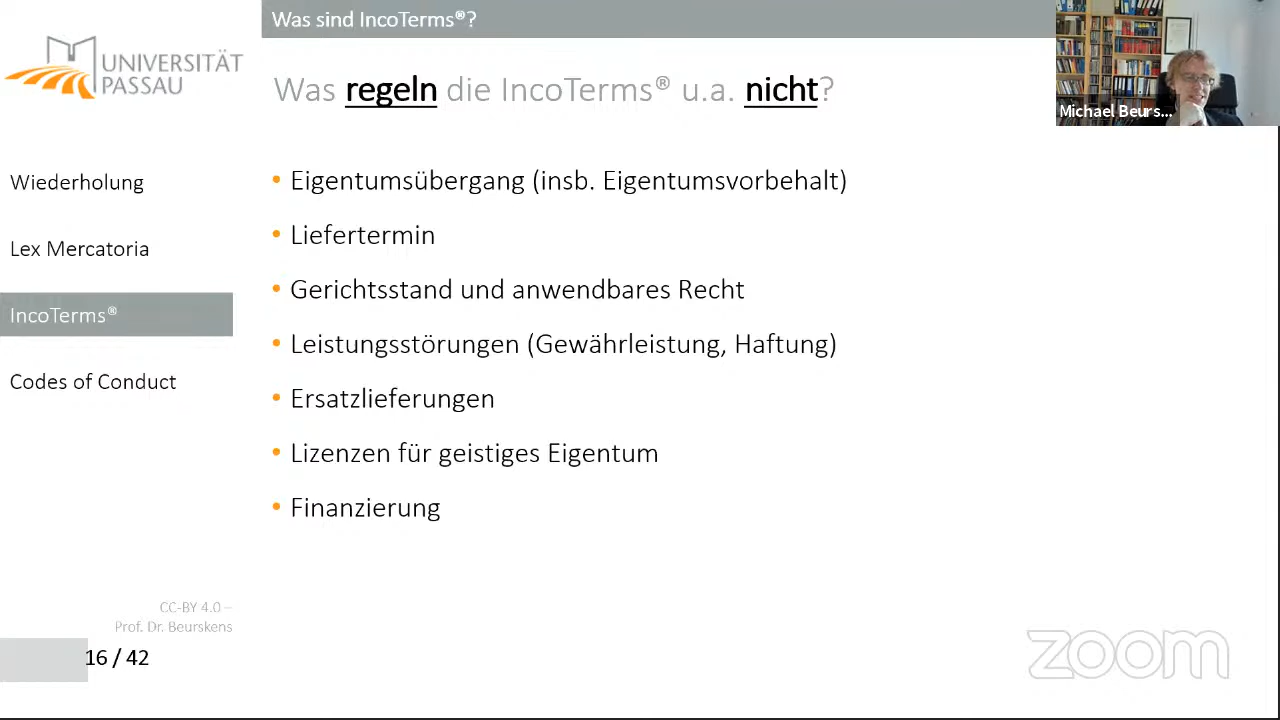 Was sind IncoTerms®?
UNIVERSITÄT
PASSAU
Was regeln die IncoTerms® u.a. nicht?
Michael Beurs...
Wiederholung
Lex Mercatoria
IncoTerms®
Codes of Conduct
• Eigentumsübergang (insb. Eigentumsvorbehalt)
• Liefertermin
• Gerichtsstand und anwendbares Recht
• Leistungsstörungen (Gewährleistung, Haftung)
• Ersatzlieferungen
• Lizenzen für geistiges Eigentum
• Finanzierung
CC-BY 4.0 –
Prof. Dr. Beurskens
16 / 42
zoom